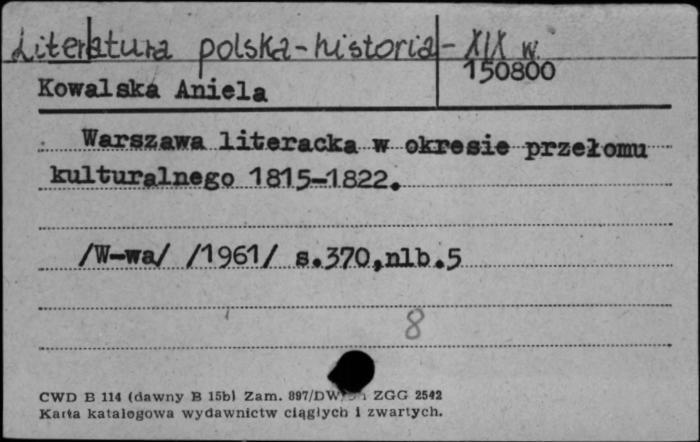 Literatura polska-historia - XIX w.
150800
Kowalska Aniela
Warszawa literacka w okresie przełomu
kulturalnego 1815-1822.
/W-wa/ /1961/ s.370,nlb.5
8
CWD B 114 (dawny B 15b) Zam. 897/DW ZGG 2542
Karta katalogowa wydawnictw ciągłych i zwartych.